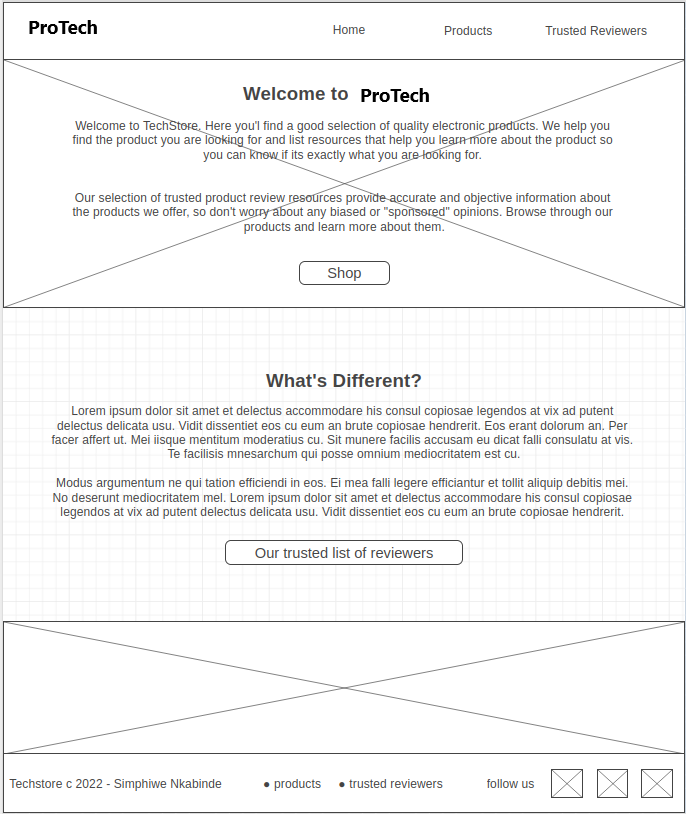 ProTech
Home
Products
Trusted Reviewers
Welcome to ProTech
Welcome to TechStore. Here you'l find a good selection of quality electronic products. We help you
find the product you are looking for and list resources that help you learn more about the product so
you can know if its exactly what you are looking for.
Our selection of trusted product review resources provide accurate and objective information about
the products we offer, so don't worry about any biased or "sponsored" opinions. Browse through our
products and learn more about them.
Shop
What's Different?
Lorem ipsum dolor sit amet et delectus accommodare his consul copiosae legendos at vix ad putent
delectus delicata usu. Vidit dissentiet eos cu eum an brute copiosae hendrerit. Eos erant dolorum an. Per
facer affert ut. Mei iisque mentitum moderatius cu. Sit munere facilis accusam eu dicat falli consulatu at vis.
Te facilisis mnesarchum qui posse omnium mediocritatem est cu.
Modus argumentum ne qui tation efficiendi in eos. Ei mea falli legere efficiantur et tollit aliquip debitis mei.
No deserunt mediocritatem mel. Lorem ipsum dolor sit amet et delectus accommodare his consul copiosae
legendos at vix ad putent delectus delicata usu. Vidit dissentiet eos cu eum an brute copiosae hendrerit.
Our trusted list of reviewers
Techstore c 2022 - Simphiwe Nkabinde
● products
● trusted reviewers
follow us